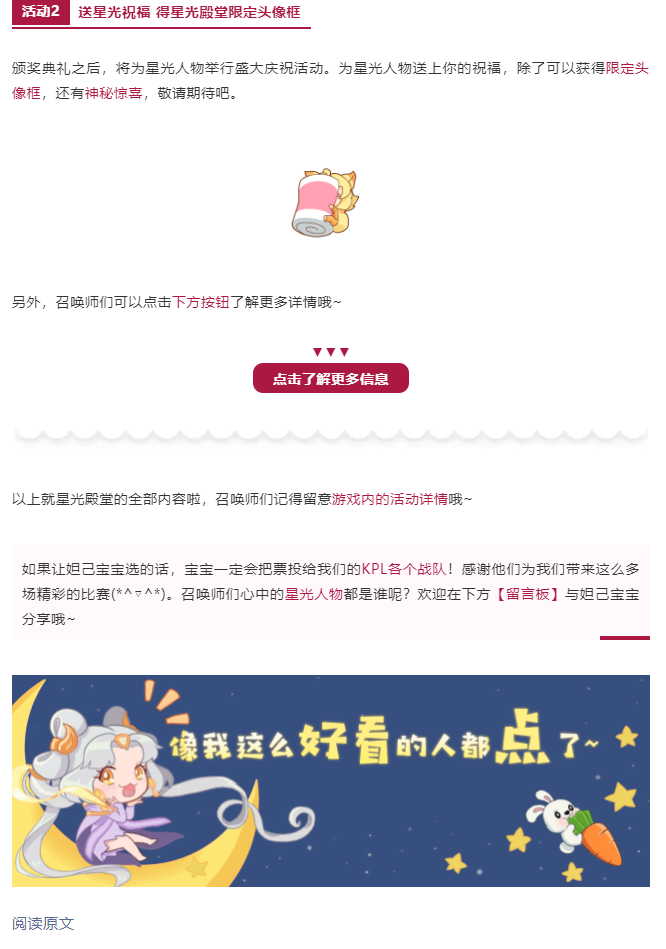 活动2 送星光祝福 得星光殿堂限定头像框
颁奖典礼之后，将为星光人物举行盛大庆祝活动。为星光人物送上你的祝福，除了可以获得限定头
像框，还有神秘惊喜，敬请期待吧。
另外，召唤师们可以点击下方按钮了解更多详情哦~
▼▼▼
点击了解更多信息
以上就星光殿堂的全部内容啦，召唤师们记得留意游戏内的活动详情哦~
如果让妲己宝宝选的话，宝宝一定会把票投给我们的KPL各个战队！感谢他们为我们带来这么多
场精彩的比赛(*^▽^*)。召唤师们心中的星光人物都是谁呢？欢迎在下方【留言板】与妲己宝宝
分享哦~
像我这么好看的人都点了~
阅读原文